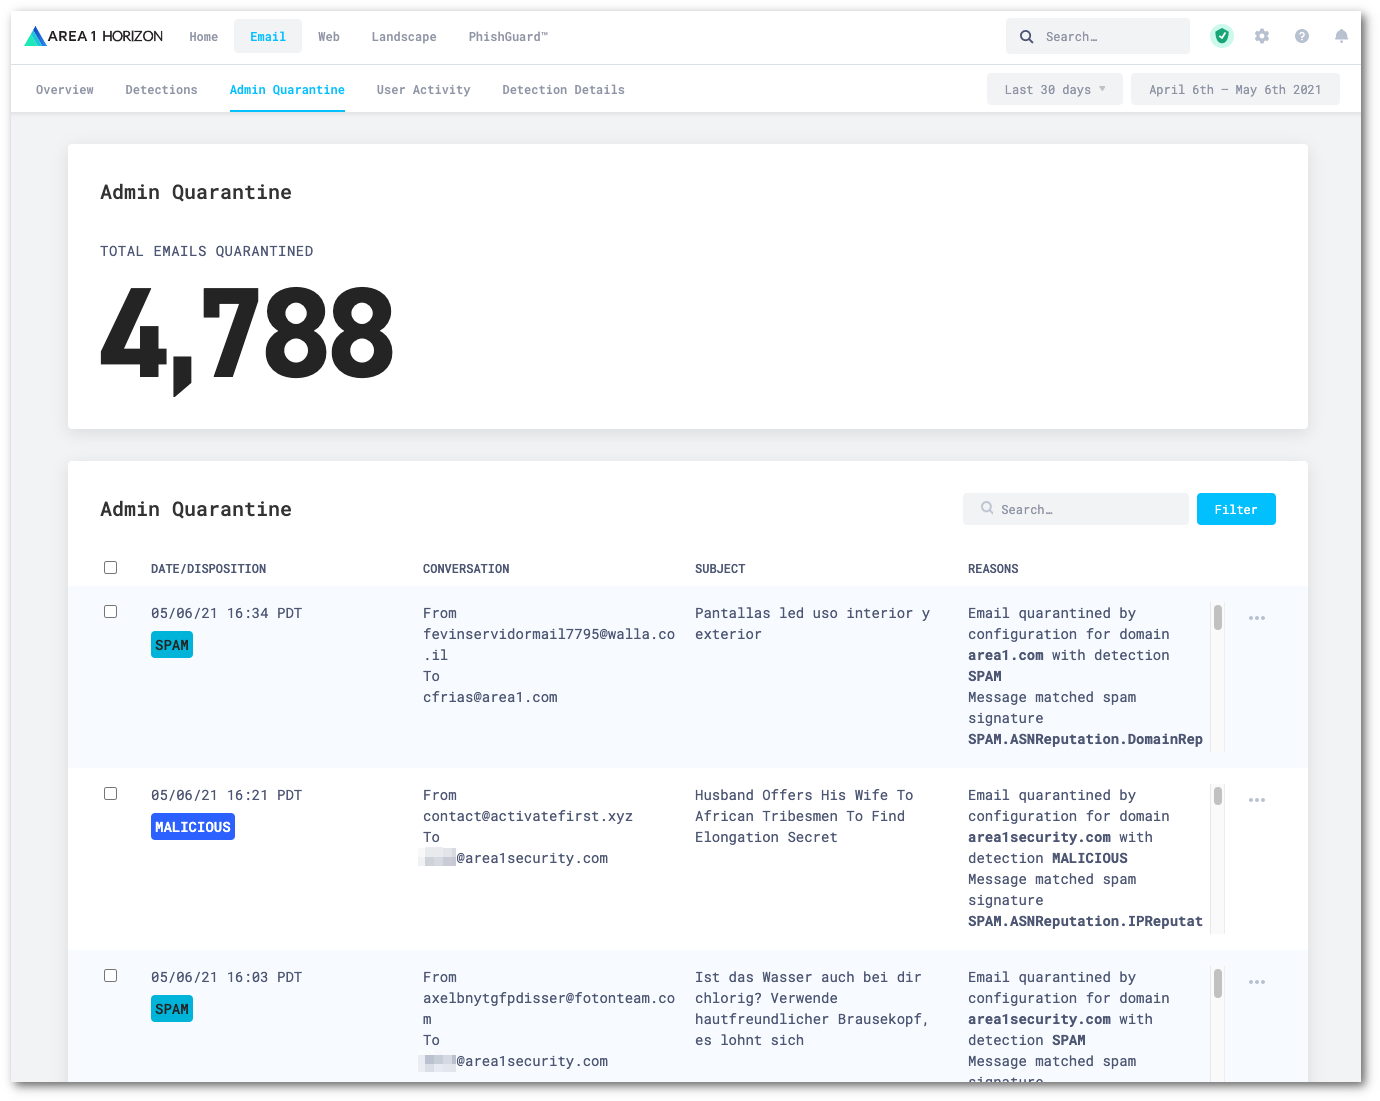 AREA 1 HORIZON Home Email Web Landscape PhishGuard™ Search…
Overview Detections Admin Quarantine User Activity Detection Details Last 30 days April 6th — May 6th 2021
Admin Quarantine
TOTAL EMAILS QUARANTINED
4,788
Admin Quarantine Search… Filter
DATE/DISPOSITION CONVERSATION SUBJECT REASONS
05/06/21 16:34 PDT
SPAM
From
fevinservidormail7795@walla.co
.il
To
cfrias@area1.com
Pantallas led uso interior y
exterior
Email quarantined by
configuration for domain
area1.com with detection
SPAM
Message matched spam
signature
SPAM.ASNReputation.DomainRep
05/06/21 16:21 PDT
MALICIOUS
From
contact@activatefirst.xyz
To
@area1security.com
Husband Offers His Wife To
African Tribesmen To Find
Elongation Secret
Email quarantined by
configuration for domain
area1security.com with
detection MALICIOUS
Message matched spam
signature
SPAM.ASNReputation.IPReputat
05/06/21 16:03 PDT
SPAM
From
axelbnytgfpdisser@fotonteam.co
m
To
@area1security.com
Ist das Wasser auch bei dir
chlorig? Verwende
hautfreundlicher Brausekopf,
es lohnt sich
Email quarantined by
configuration for domain
area1security.com with
detection SPAM
Message matched spam
signature